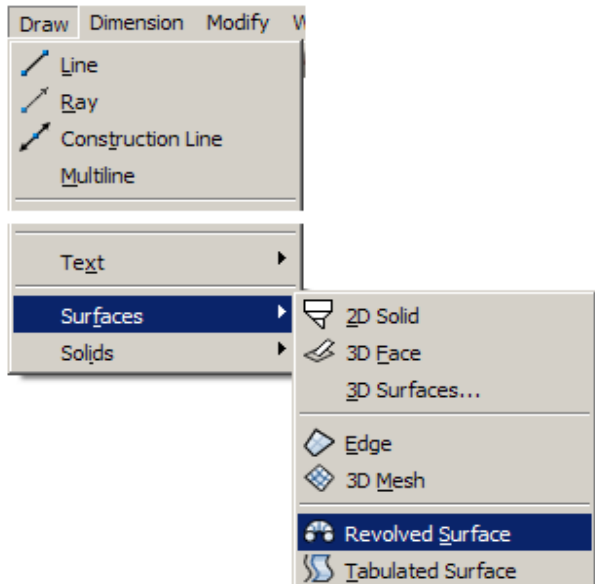 Draw Dimension Modify
Line
Ray
Construction Line
Multiline
Text
Surfaces
Solids
2D Solid
3D Face
3D Surfaces...
Edge
3D Mesh
Revolved Surface
Tabulated Surface